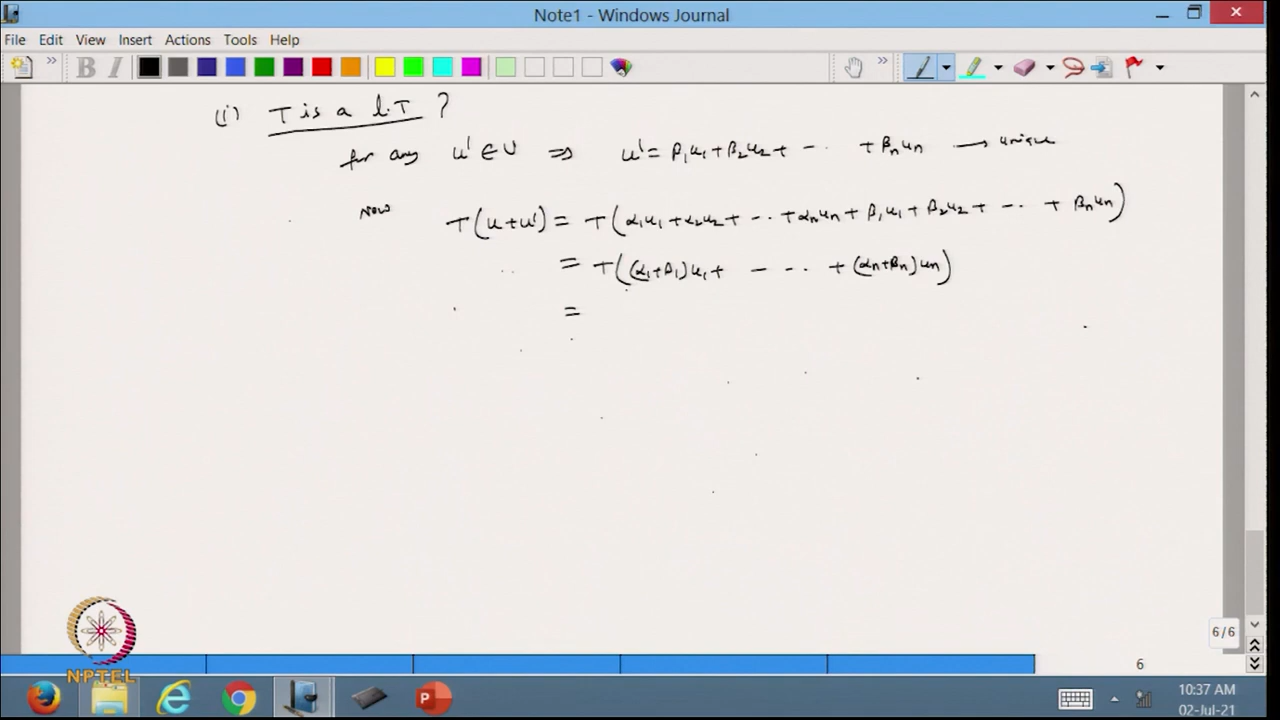 Note1 - Windows Journal
File Edit View Insert Actions Tools Help
B I
(i) T is a l.T ?
for any u' ∈ U ⇒ u' = β₁u₁ + β₂u₂ + - .. + βₙuₙ → unique
Now T(u+u') = T(α₁u₁ + α₂u₂ + - .. + αₙuₙ + β₁u₁ + β₂u₂ + - .. + βₙuₙ)
= T((α₁+β₁)u₁ + - - .. + (αₙ+βₙ)uₙ)
=
6/6
NPTEL
6
10:37 AM
02-Jul-21